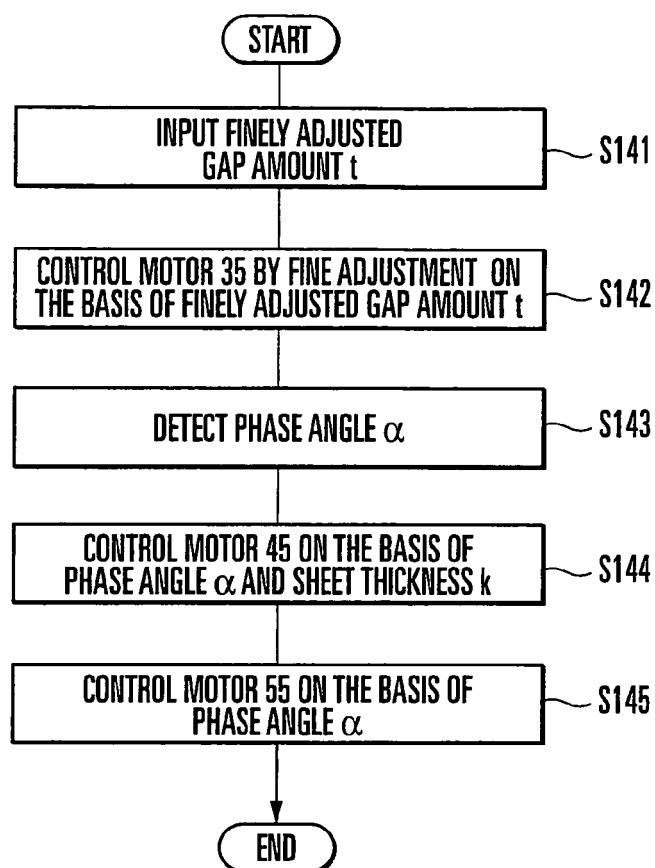 START
INPUT FINELY ADJUSTED
GAP AMOUNT t
S141
CONTROL MOTOR 35 BY FINE ADJUSTMENT ON
THE BASIS OF FINELY ADJUSTED GAP AMOUNT t
S142
DETECT PHASE ANGLE α
S143
CONTROL MOTOR 45 ON THE BASIS OF
PHASE ANGLE α AND SHEET THICKNESS k
S144
CONTROL MOTOR 55 ON THE BASIS OF
PHASE ANGLE α
S145
END